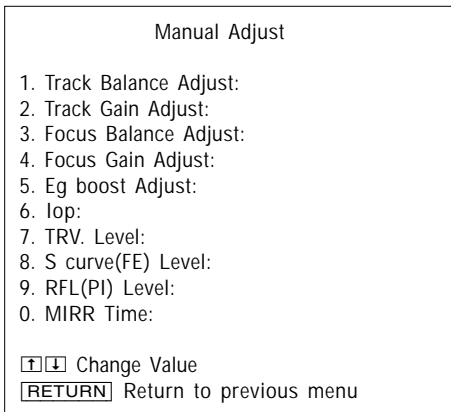 Manual Adjust
1. Track Balance Adjust:
2. Track Gain Adjust:
3. Focus Balance Adjust:
4. Focus Gain Adjust:
5. Eg boost Adjust:
6. Iop:
7. TRV. Level:
8. S curve(FE) Level:
9. RFL(PI) Level:
0. MIRR Time:
↑ ↓ Change Value
RETURN Return to previous menu